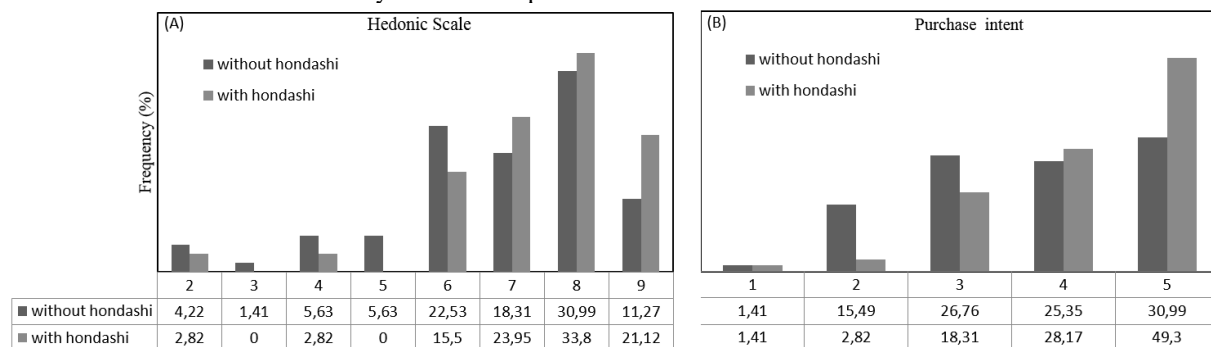 (A) Hedonic Scale
without hondashi
with hondashi
Frequency (%)
2 3 4 5 6 7 8 9
without hondashi 4,22 1,41 5,63 5,63 22,53 18,31 30,99 11,27
with hondashi 2,82 0 2,82 0 15,5 23,95 33,8 21,12
(B) Purchase intent
without hondashi
with hondashi
1 2 3 4 5
1,41 15,49 26,76 25,35 30,99
1,41 2,82 18,31 28,17 49,3